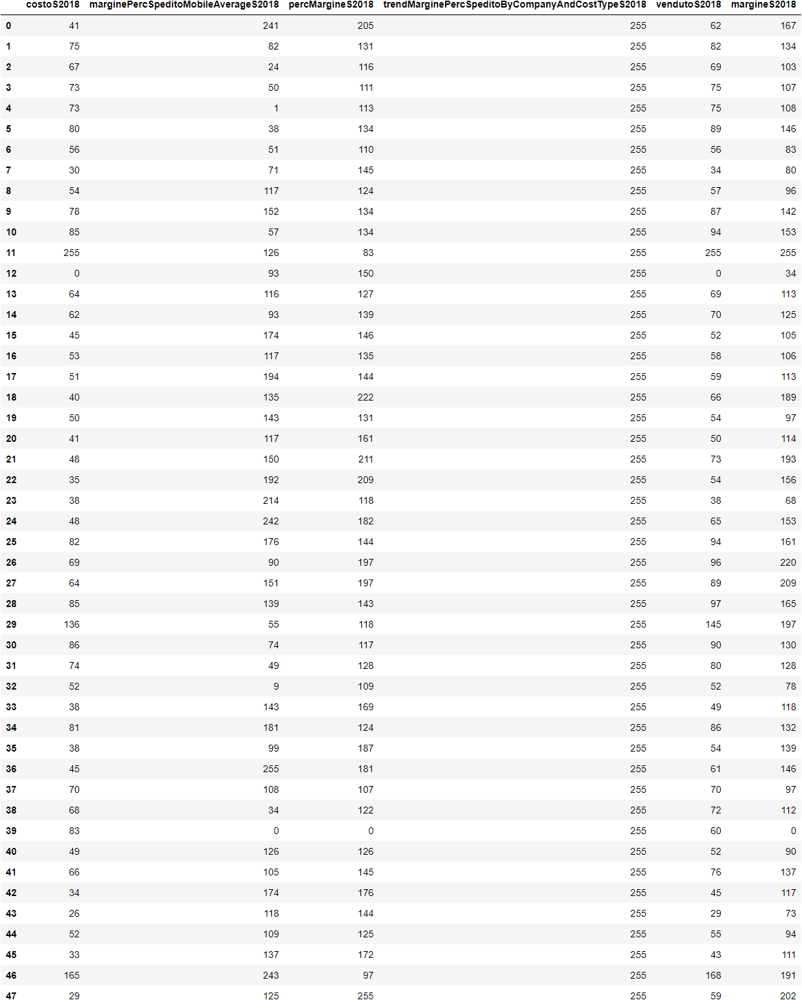 costoS2018 marginePercSpeditoMobileAverageS2018 percMargineS2018 trendMarginePercSpeditoByCompanyAndCostTypeS2018 vendutoS2018 margineS2018
0 41 241 205 255 62 167
1 75 82 131 255 82 134
2 67 24 116 255 69 103
3 73 50 111 255 75 107
4 73 1 113 255 75 108
5 80 38 134 255 89 146
6 56 51 110 255 56 83
7 30 71 145 255 34 80
8 54 117 124 255 57 96
9 78 152 134 255 87 142
10 85 57 134 255 94 153
11 255 126 83 255 255 255
12 0 93 150 255 0 34
13 64 116 127 255 69 113
14 62 93 139 255 70 125
15 45 174 146 255 52 105
16 53 117 135 255 58 106
17 51 194 144 255 59 113
18 40 135 222 255 66 189
19 50 143 131 255 54 97
20 41 117 161 255 50 114
21 48 150 211 255 73 193
22 35 192 209 255 54 156
23 38 214 118 255 38 68
24 48 242 182 255 65 153
25 82 176 144 255 94 161
26 69 90 197 255 96 220
27 64 151 197 255 89 209
28 85 139 143 255 97 165
29 136 55 118 255 145 197
30 86 74 117 255 90 130
31 74 49 128 255 80 128
32 52 9 109 255 52 78
33 38 143 169 255 49 118
34 81 181 124 255 86 132
35 38 99 187 255 54 139
36 45 255 181 255 61 146
37 70 108 107 255 70 97
38 68 34 122 255 72 112
39 83 0 0 255 60 0
40 49 126 126 255 52 90
41 66 105 145 255 76 137
42 34 174 176 255 45 117
43 26 118 144 255 29 73
44 52 109 125 255 55 94
45 33 137 172 255 43 111
46 165 243 97 255 168 191
47 29 125 255 255 59 202